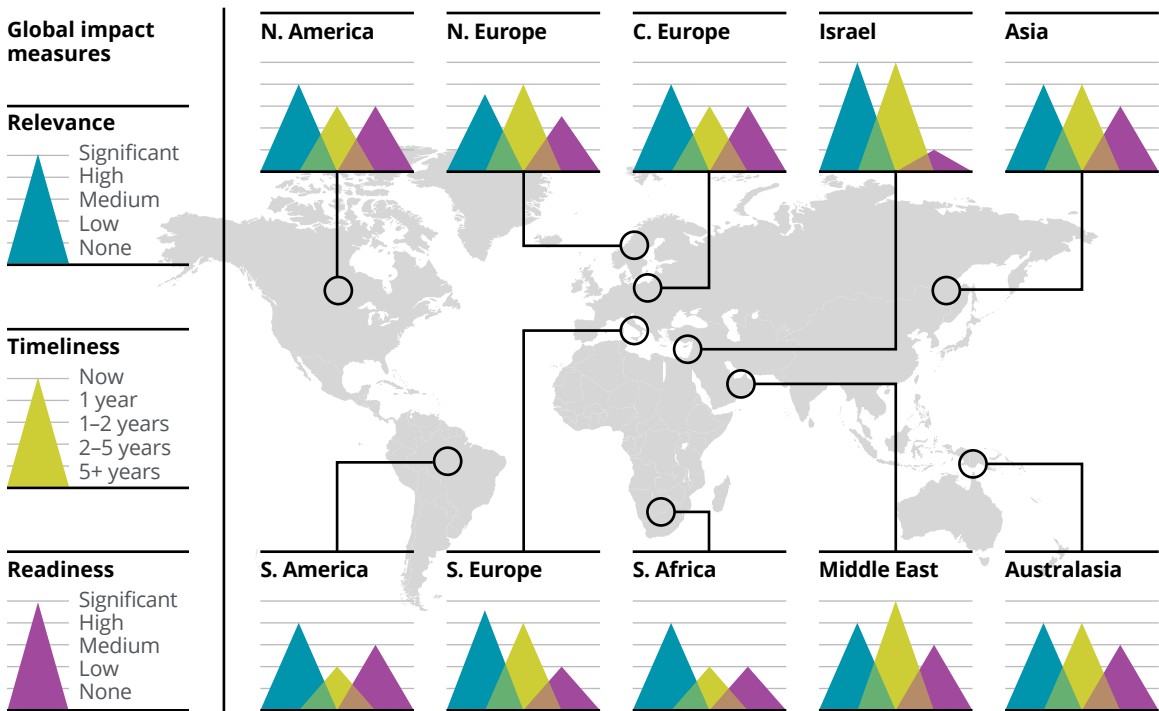 Global impact
measures
Relevance
Significant
High
Medium
Low
None
Timeliness
Now
1 year
1–2 years
2–5 years
5+ years
Readiness
Significant
High
Medium
Low
None
N. America
N. Europe
C. Europe
Israel
Asia
S. America
S. Europe
S. Africa
Middle East
Australasia